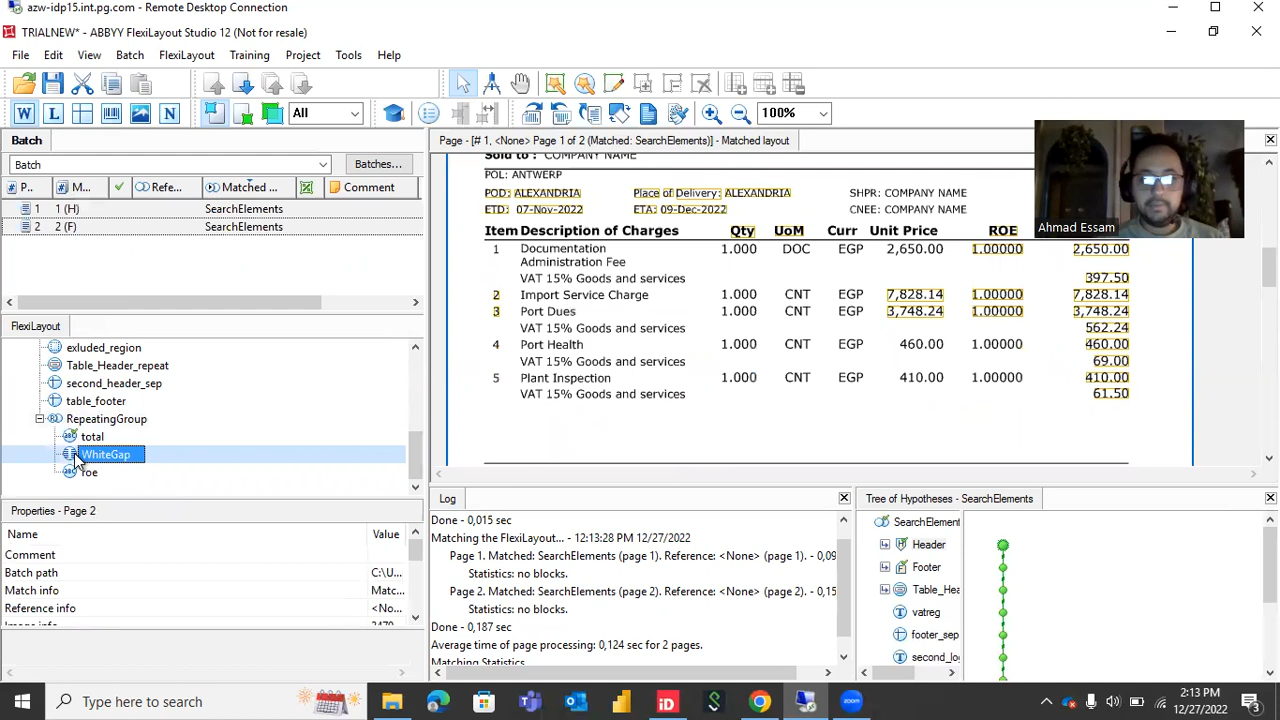 azw-idp15.int.pg.com - Remote Desktop Connection
TRIALNEW* - ABBYY FlexiLayout Studio 12 (Not for resale)
File Edit View Batch FlexiLayout Training Project Tools Help
W L N All 100%
Batch
Batch Batches...
P.. M... Refe... Matched ... Comment
1 1 (H) SearchElements
2 2 (F) SearchElements
FlexiLayout
exluded_region
Table_Header_repeat
second_header_sep
table_footer
RepeatingGroup
total
WhiteGap
roe
Properties - Page 2
Name Value
Comment
Batch path C:\U...
Match info Matc...
Reference info <No...
Image info 2479
Page - [# 1, <None> Page 1 of 2 (Matched: SearchElements)] - Matched layout
Sold to : COMPANY NAME
POL: ANTWERP
POD: ALEXANDRIA Place of Delivery: ALEXANDRIA SHPR: COMPANY NAME
ETD: 07-Nov-2022 ETA: 09-Dec-2022 CNEE: COMPANY NAME
Item Description of Charges Qty UoM Curr Unit Price ROE
1 Documentation 1.000 DOC EGP 2,650.00 1.00000 2,650.00
Administration Fee
VAT 15% Goods and services 397.50
2 Import Service Charge 1.000 CNT EGP 7,828.14 1.00000 7,828.14
3 Port Dues 1.000 CNT EGP 3,748.24 1.00000 3,748.24
VAT 15% Goods and services 562.24
4 Port Health 1.000 CNT EGP 460.00 1.00000 460.00
VAT 15% Goods and services 69.00
5 Plant Inspection 1.000 CNT EGP 410.00 1.00000 410.00
VAT 15% Goods and services 61.50
Ahmad Essam
Log
Done - 0,015 sec
Matching the FlexiLayout... - 12:13:28 PM 12/27/2022
Page 1. Matched: SearchElements (page 1). Reference: <None> (page 1). - 0,09
Statistics: no blocks.
Page 2. Matched: SearchElements (page 2). Reference: <None> (page 2). - 0,15
Statistics: no blocks.
Done - 0,187 sec
Average time of page processing: 0,124 sec for 2 pages.
Matching Statistics
Tree of Hypotheses - SearchElements
SearchElement
Header
Footer
Table_Hea
vatreg
footer_sep
second_log
Type here to search
2:13 PM
12/27/2022
3